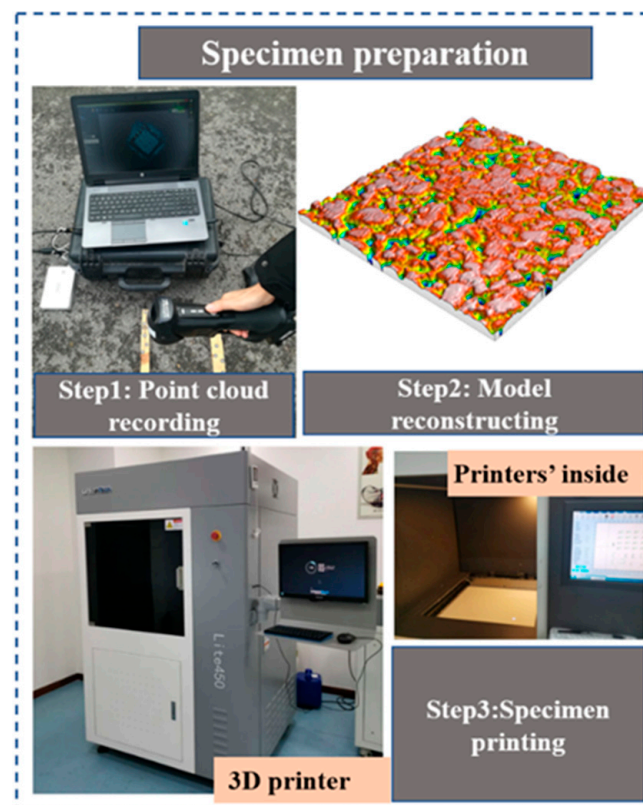 Specimen preparation
Step1: Point cloud
recording
Step2: Model
reconstructing
Printers' inside
Lite450
Step3:Specimen
printing
3D printer